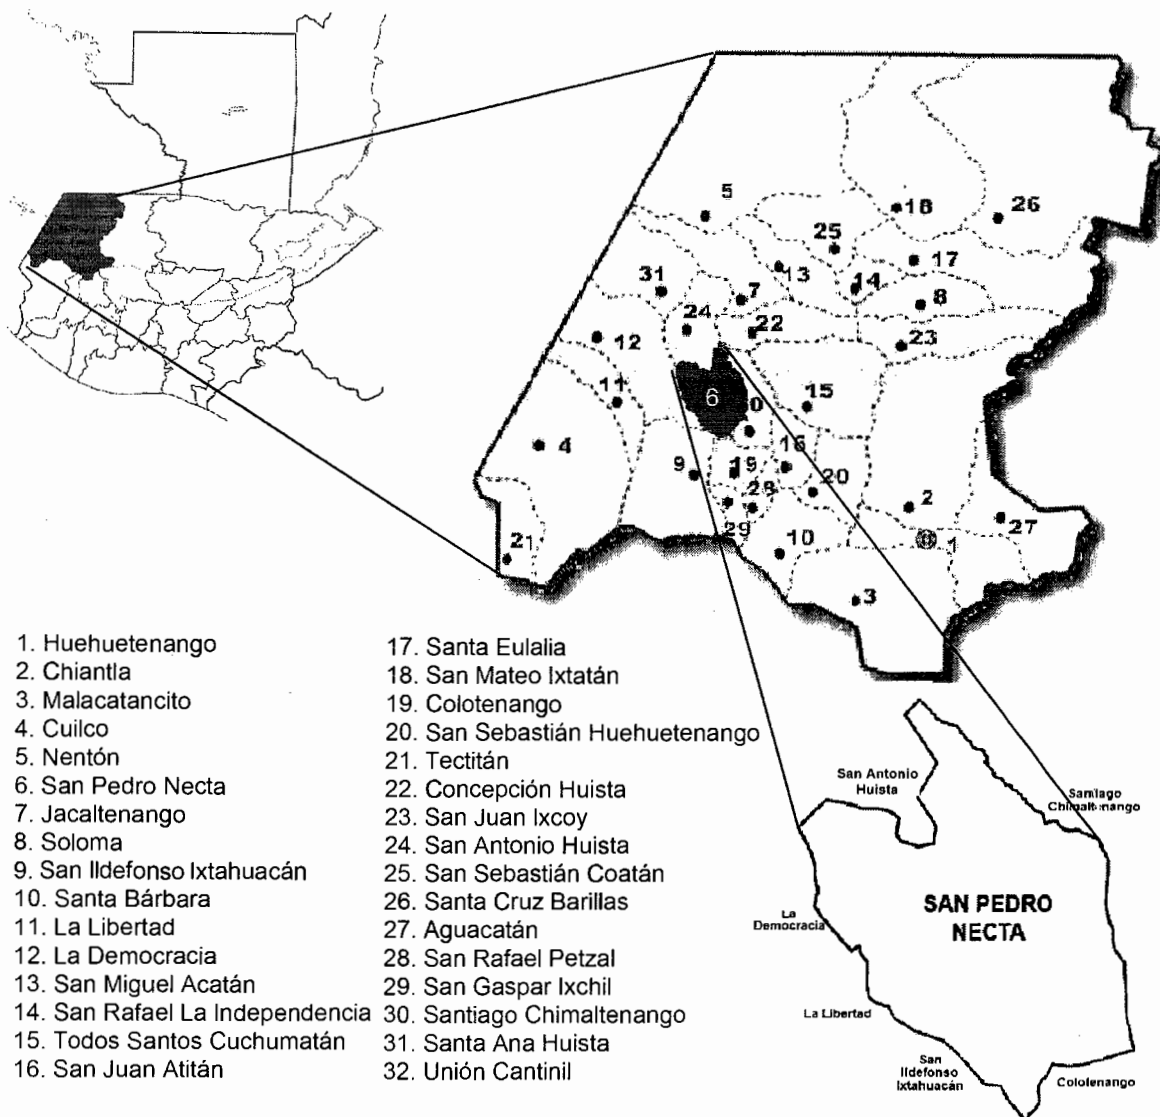 5
18
26
25
17
13
14
31
7
8
24
22
23
12
6
15
11
30
4
16
9
19
20
28
2
27
29
10
1
21
3
1. Huehuetenango
2. Chiantla
3. Malacatancito
4. Cuilco
5. Nentón
6. San Pedro Necta
7. Jacaltenango
8. Soloma
9. San Ildefonso Ixtahuacán
10. Santa Bárbara
11. La Libertad
12. La Democracia
13. San Miguel Acatán
14. San Rafael La Independencia
15. Todos Santos Cuchumatán
16. San Juan Atitán
17. Santa Eulalia
18. San Mateo Ixtatán
19. Colotenango
20. San Sebastián Huehuetenango
21. Tectitán
22. Concepción Huista
23. San Juan Ixcoy
24. San Antonio Huista
25. San Sebastián Coatán
26. Santa Cruz Barillas
27. Aguacatán
28. San Rafael Petzal
29. San Gaspar Ixchil
30. Santiago Chimaltenango
31. Santa Ana Huista
32. Unión Cantinil
San Antonio
Huista
Santiago
Chimaltenango
SAN PEDRO
NECTA
La
Democracia
La Libertad
San
Ildefonso
Ixtahuacán
Colotenango